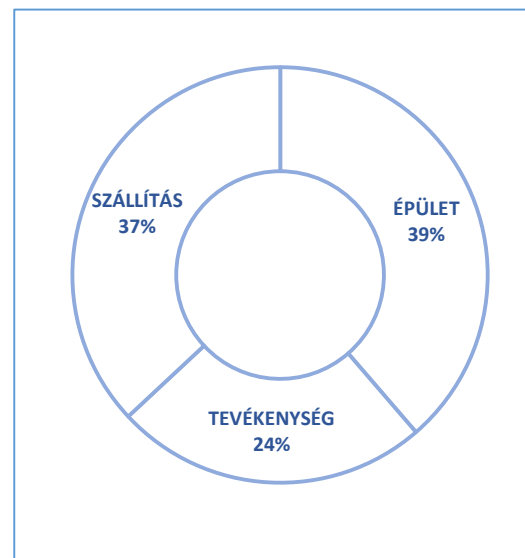 SZÁLLÍTÁS
37%
ÉPÜLET
39%
TEVÉKENYSÉG
24%